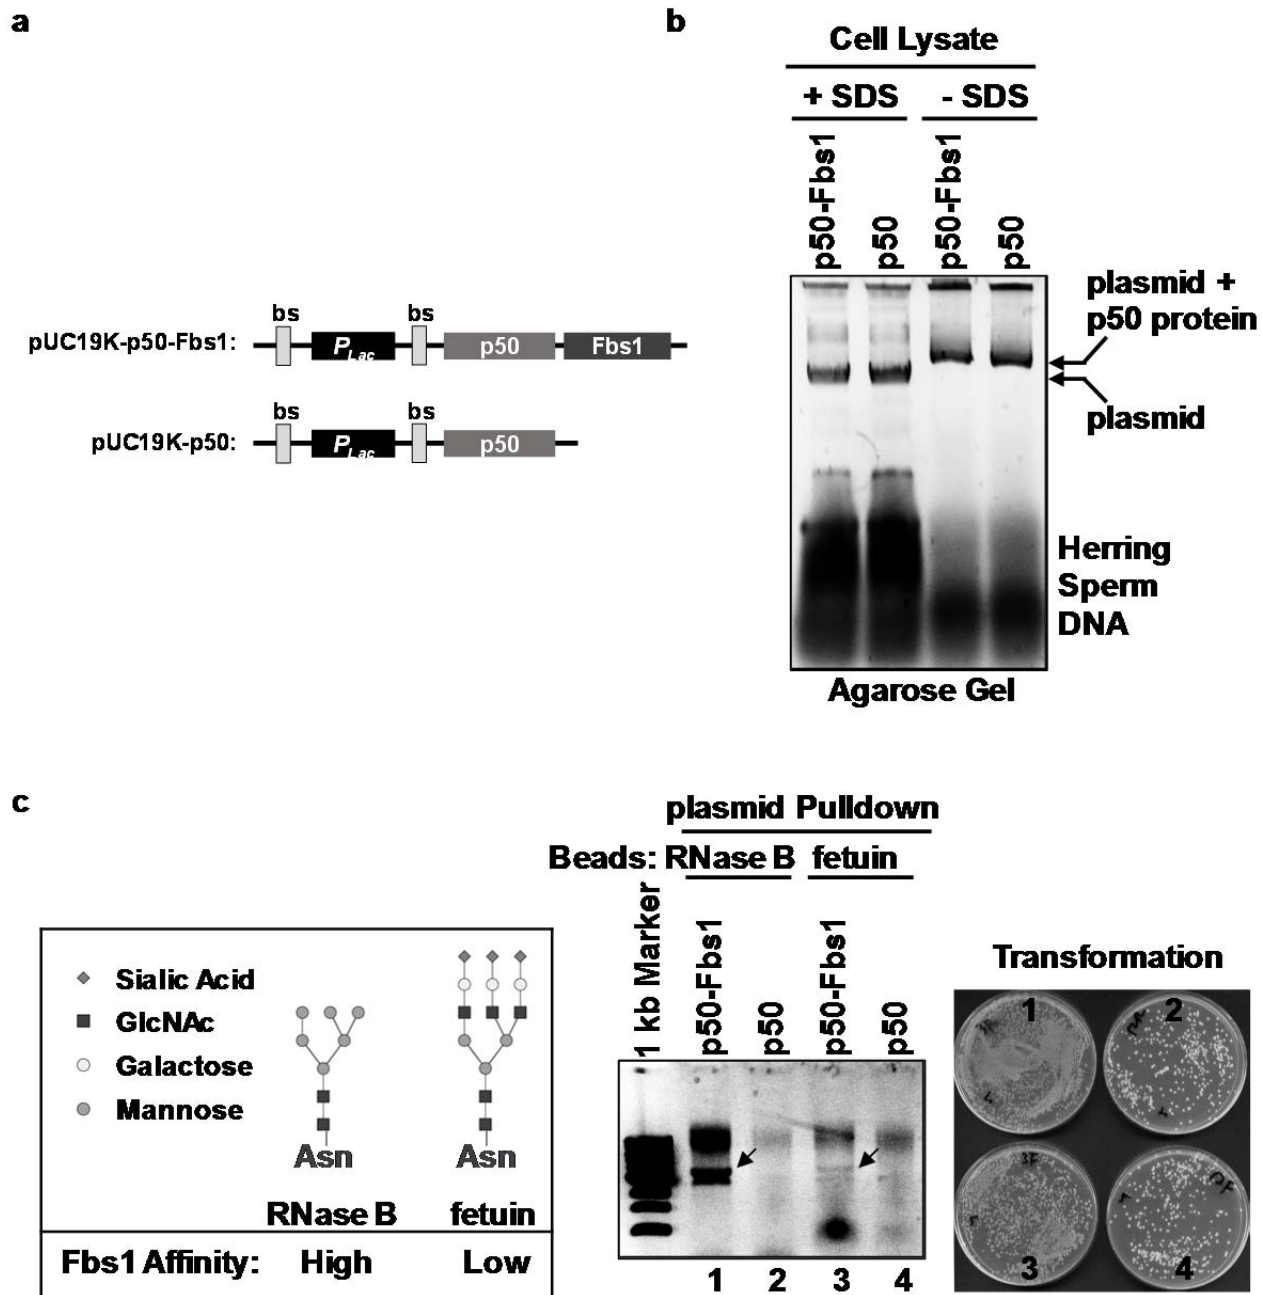 a
bs bs
pUC19K-p50-Fbs1: PLac p50 Fbs1
bs bs
pUC19K-p50: PLac p50
b
Cell Lysate
+ SDS - SDS
p50-Fbs1 p50 p50-Fbs1 p50
plasmid +
p50 protein
plasmid
Herring
Sperm
DNA
Agarose Gel
c
Sialic Acid
GlcNAc
Galactose
Mannose
Asn Asn
RNase B fetuin
Fbs1 Affinity: High Low
plasmid Pulldown
Beads: RNase B fetuin
1 kb Marker p50-Fbs1 p50 p50-Fbs1 p50
1 2 3 4
Transformation
1 2
3 4